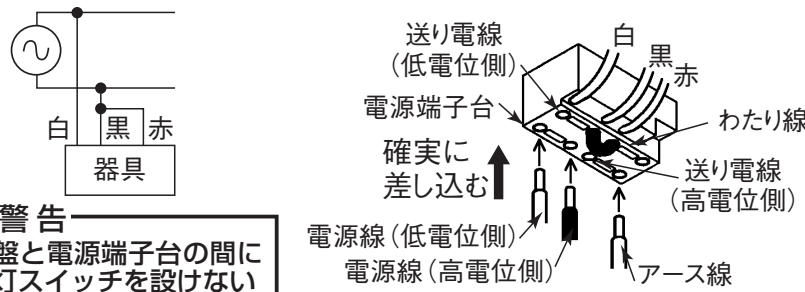 白 黒 赤
器具
警告
盤と電源端子台の間に
灯スイッチを設けない
送り電線
(低電位側)
白
黒
赤
電源端子台
わたり線
確実に
差し込む
送り電線
(高電位側)
電源線(低電位側)
電源線(高電位側)
アース線